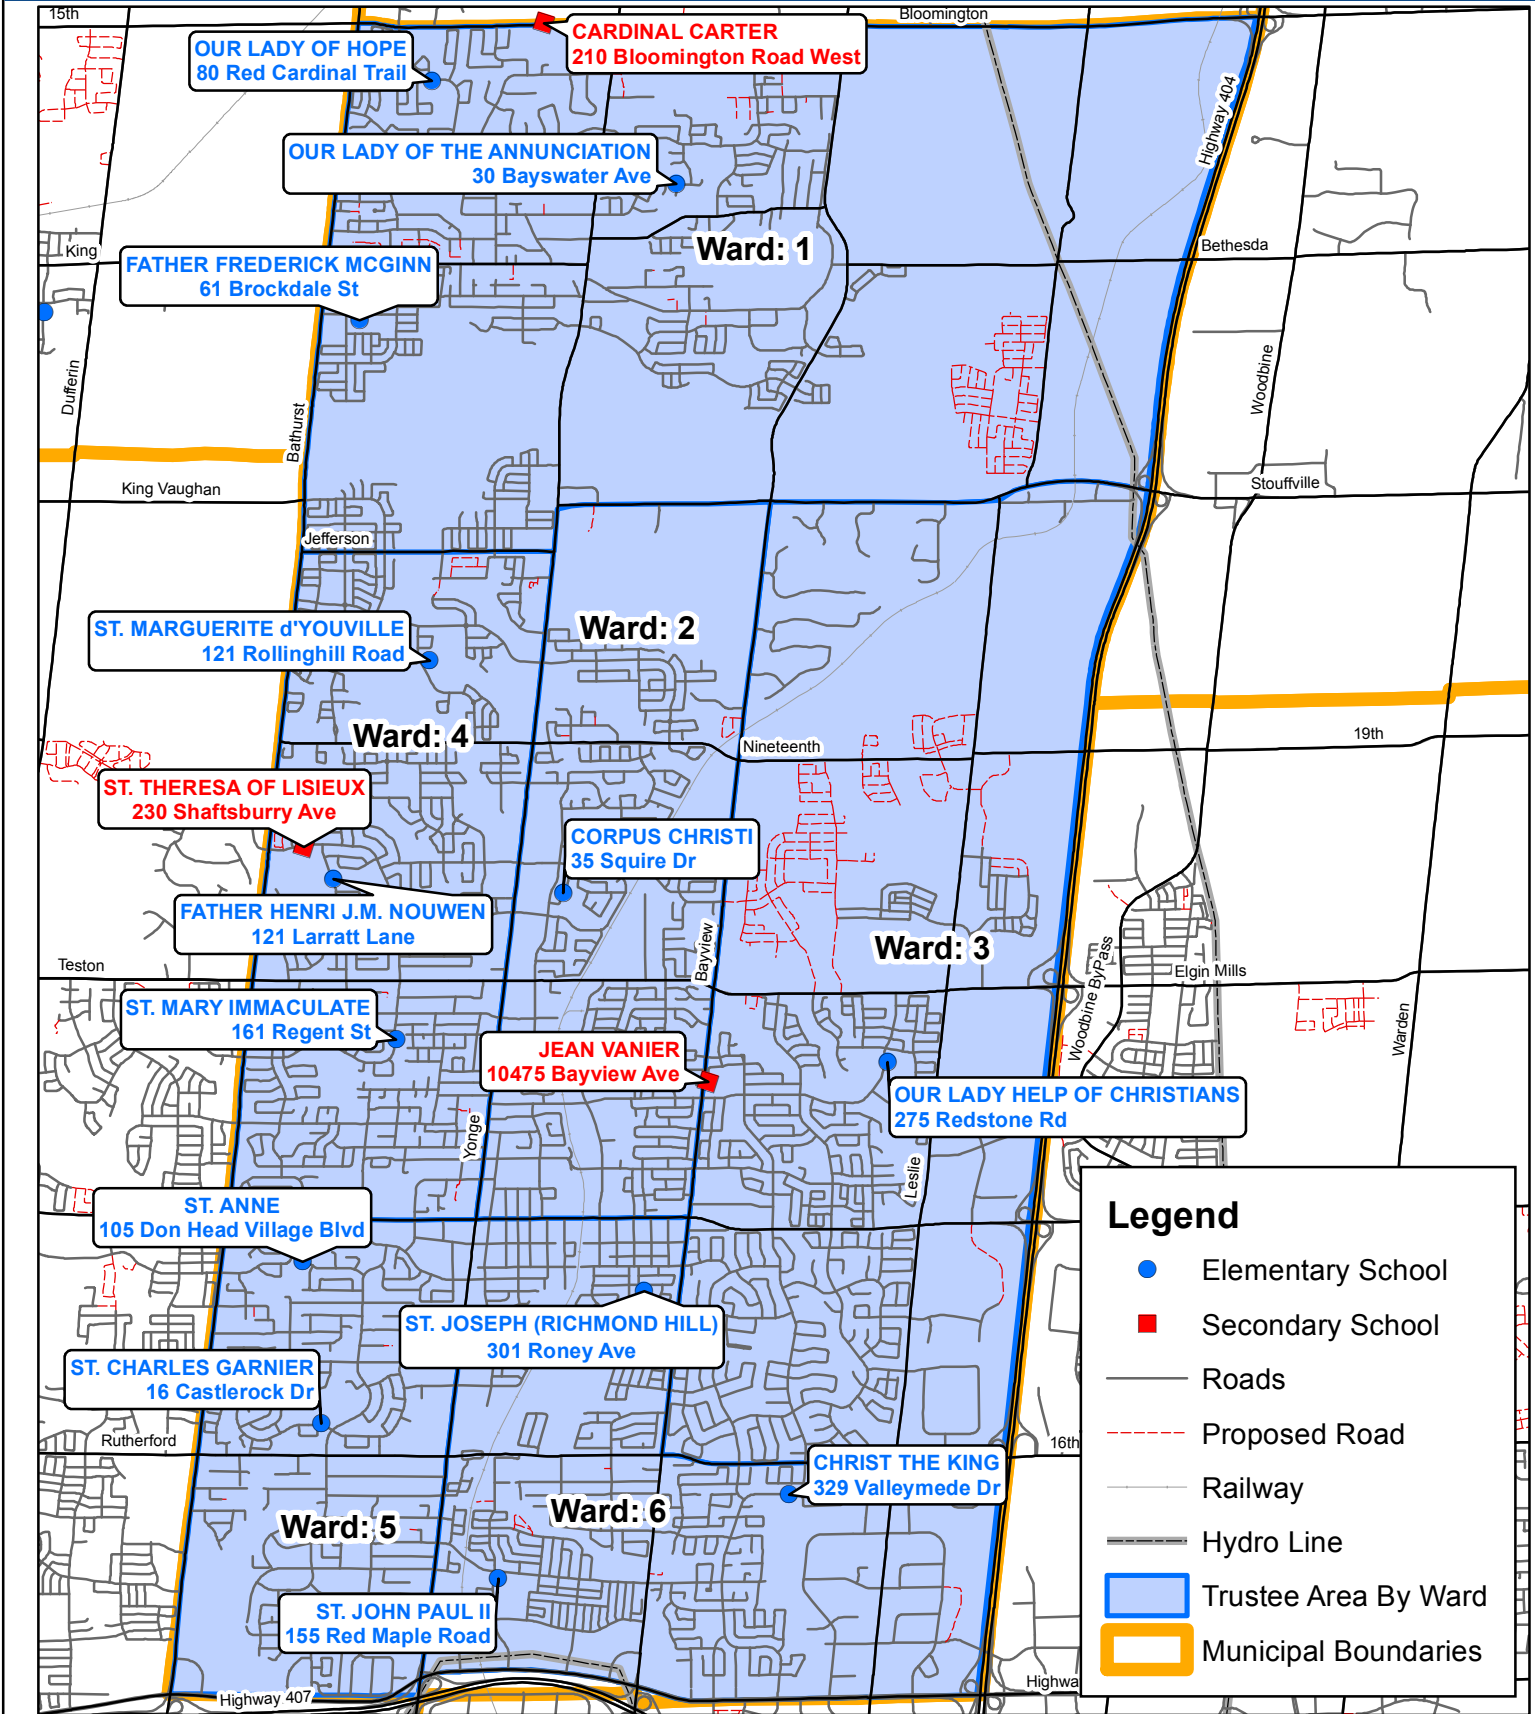 15th
Bloomington
CARDINAL CARTER
210 Bloomington Road West
OUR LADY OF HOPE
80 Red Cardinal Trail
Highway 404
OUR LADY OF THE ANNUNCIATION
30 Bayswater Ave
King
Ward: 1
Bethesda
FATHER FREDERICK MCGINN
61 Brockdale St
Dufferin
Bathurst
Woodbine
King Vaughan
Stouffville
Jefferson
ST. MARGUERITE d'YOUVILLE
121 Rollinghill Road
Ward: 2
Ward: 4
Nineteenth
19th
ST. THERESA OF LISIEUX
230 Shaftsburry Ave
CORPUS CHRISTI
35 Squire Dr
FATHER HENRI J.M. NOUWEN
121 Larratt Lane
Bayview
Ward: 3
Teston
Elgin Mills
Woodbine ByPass
Warden
ST. MARY IMMACULATE
161 Regent St
JEAN VANIER
10475 Bayview Ave
OUR LADY HELP OF CHRISTIANS
275 Redstone Rd
Yonge
Leslie
ST. ANNE
105 Don Head Village Blvd
ST. JOSEPH (RICHMOND HILL)
301 Roney Ave
ST. CHARLES GARNIER
16 Castlerock Dr
Rutherford
16th
CHRIST THE KING
329 Valleymede Dr
Ward: 5
Ward: 6
ST. JOHN PAUL II
155 Red Maple Road
Highway 407
Highwa
Legend
Elementary School
Secondary School
Roads
Proposed Road
Railway
Hydro Line
Trustee Area By Ward
Municipal Boundaries